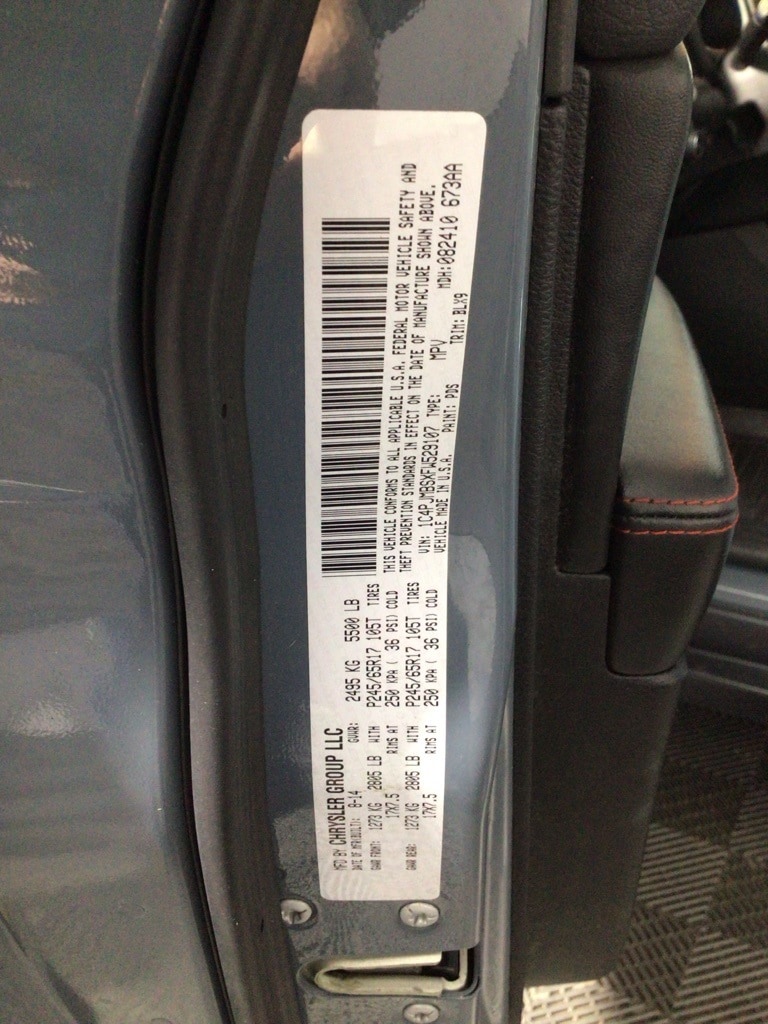 MFD BY CHRYSLER GROUP LLC
DATE OF MFR(BUILT): 8-14 GVWR: 2495 KG 5500 LB
GAWR FRONT: 1273 KG 2805 LB WITH P245/65R17 105T TIRES
17X7.5 RIMS AT 250 KPA ( 36 PSI) COLD
GAWR REAR: 1273 KG 2805 LB WITH P245/65R17 105T TIRES
17X7.5 RIMS AT 250 KPA ( 36 PSI) COLD
THIS VEHICLE CONFORMS TO ALL APPLICABLE U.S.A. FEDERAL MOTOR VEHICLE SAFETY AND
THEFT PREVENTION STANDARDS IN EFFECT ON THE DATE OF MANUFACTURE SHOWN ABOVE.
VIN: 1C4PJMBSXFW529107 TYPE: MPV MDH:082410 673AA
VEHICLE MADE IN U.S.A. PAINT: PDS TRIM: BLX9